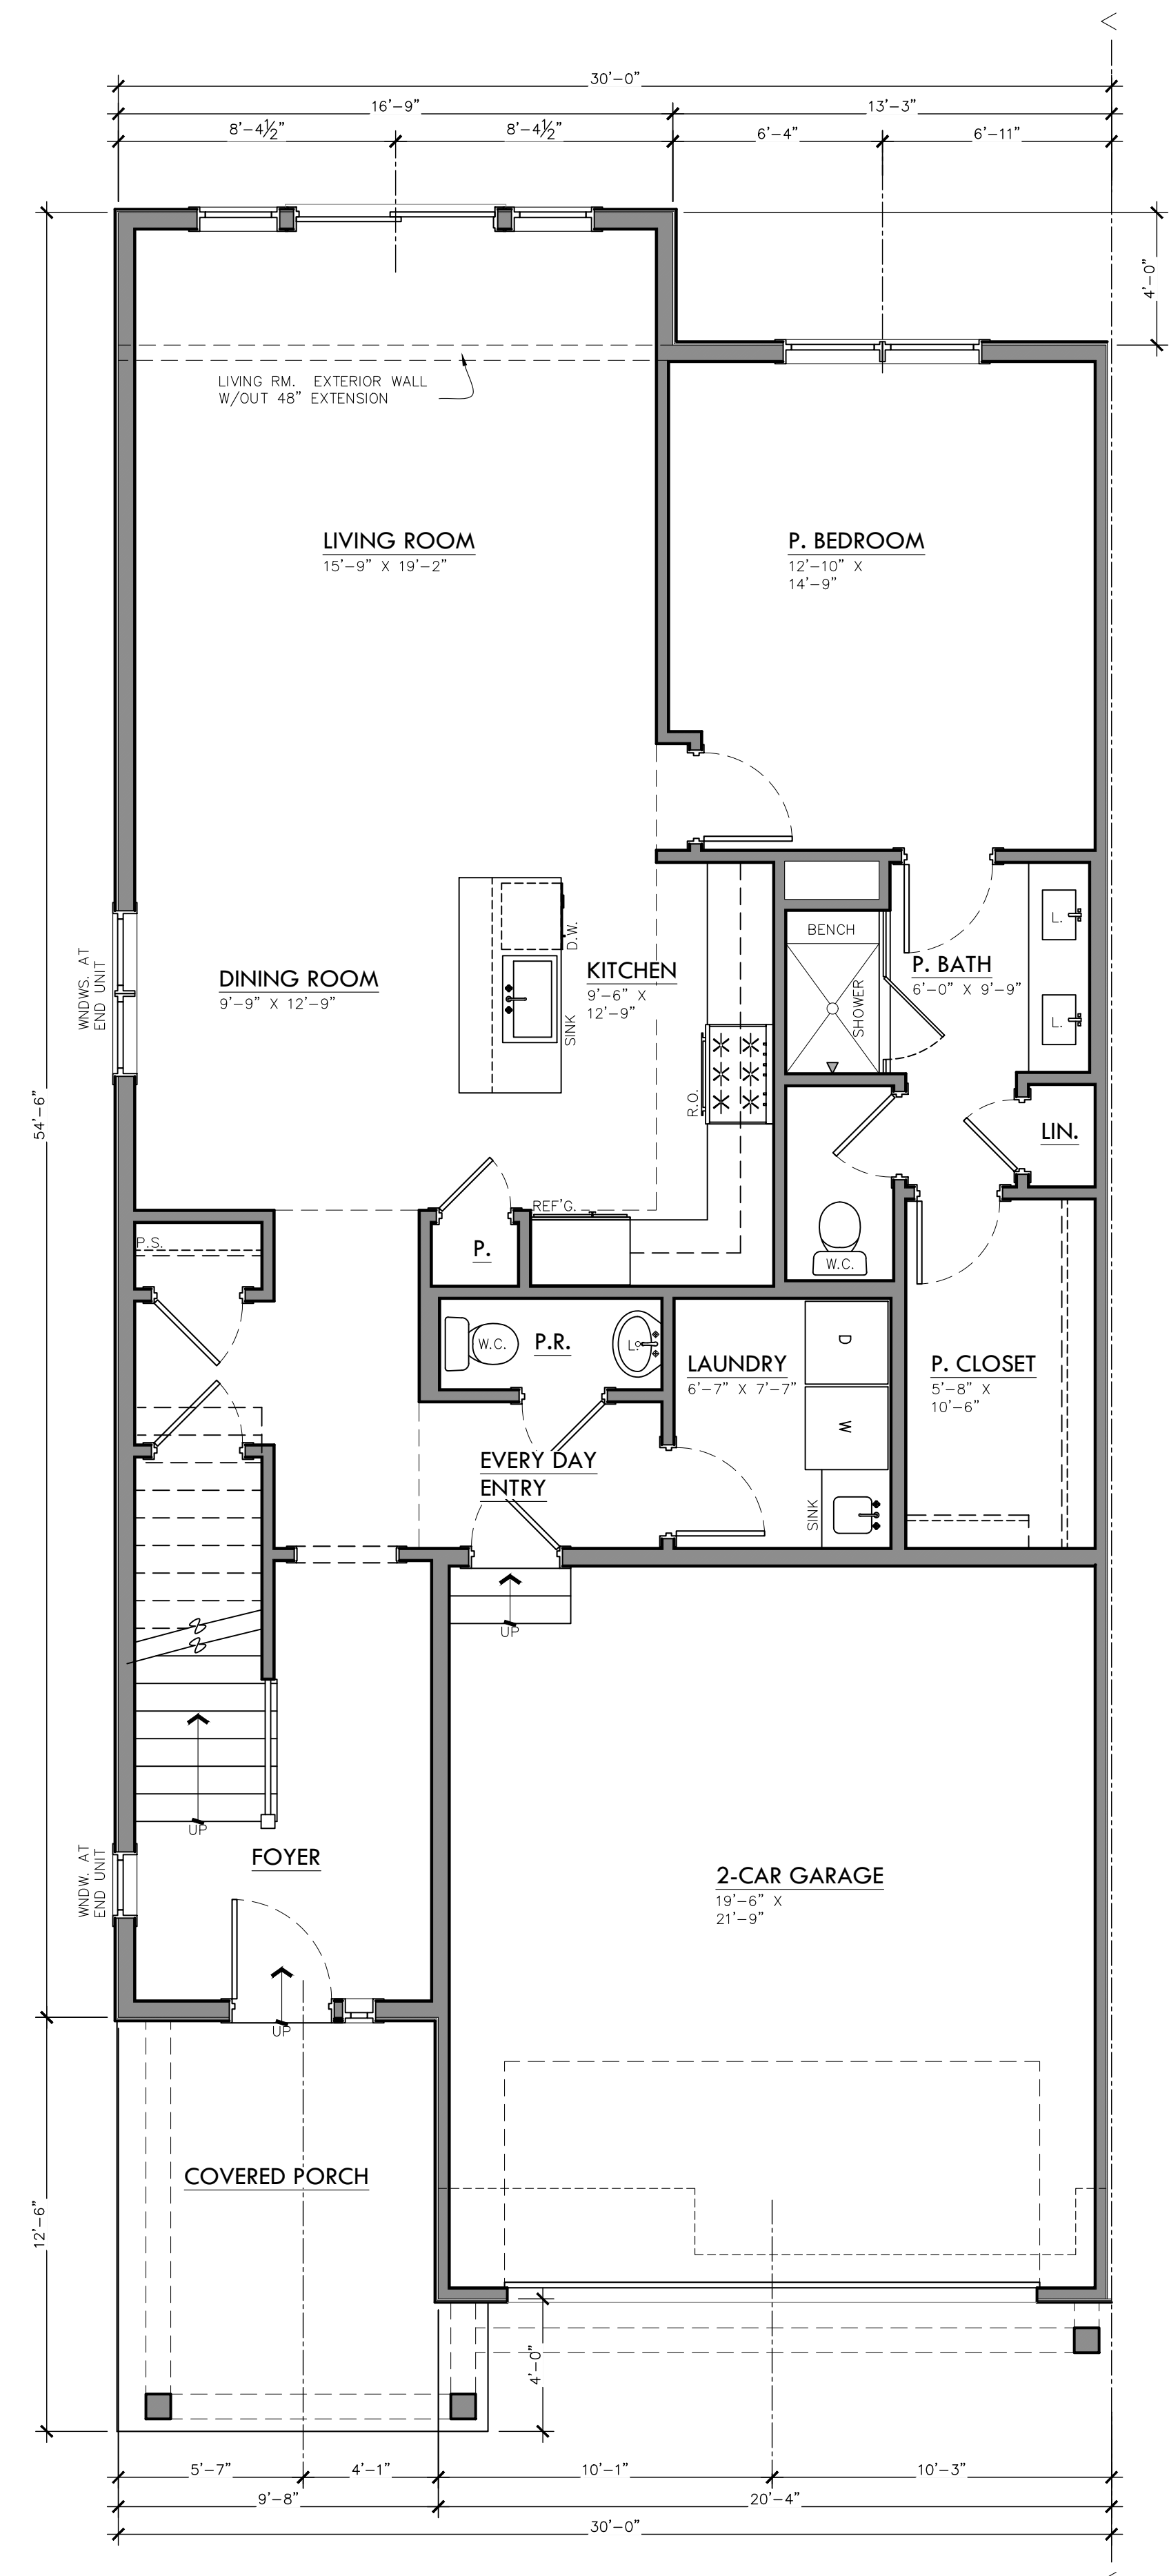 30'-0"
16'-9"
13'-3"
8'-4½"
8'-4½"
6'-4"
6'-11"
4'-0"
LIVING RM. EXTERIOR WALL
W/OUT 48" EXTENSION
LIVING ROOM
15'-9" X 19'-2"
P. BEDROOM
12'-10" X
14'-9"
54'-6"
WNDWS. AT
END UNIT
DINING ROOM
9'-9" X 12'-9"
D.W.
SINK
KITCHEN
9'-6" X
12'-9"
R.O.
BENCH
SHOWER
P. BATH
6'-0" X 9'-9"
L.
L.
LIN.
REF'G.
P.
P.S.
W.C.
W.C.
P.R.
L.
LAUNDRY
6'-7" X 7'-7"
D
W
SINK
P. CLOSET
5'-8" X
10'-6"
EVERY DAY
ENTRY
UP
UP
WNDW. AT
END UNIT
FOYER
2-CAR GARAGE
19'-6" X
21'-9"
UP
COVERED PORCH
12'-6"
4'-0"
5'-7"
4'-1"
10'-1"
10'-3"
9'-8"
20'-4"
30'-0"